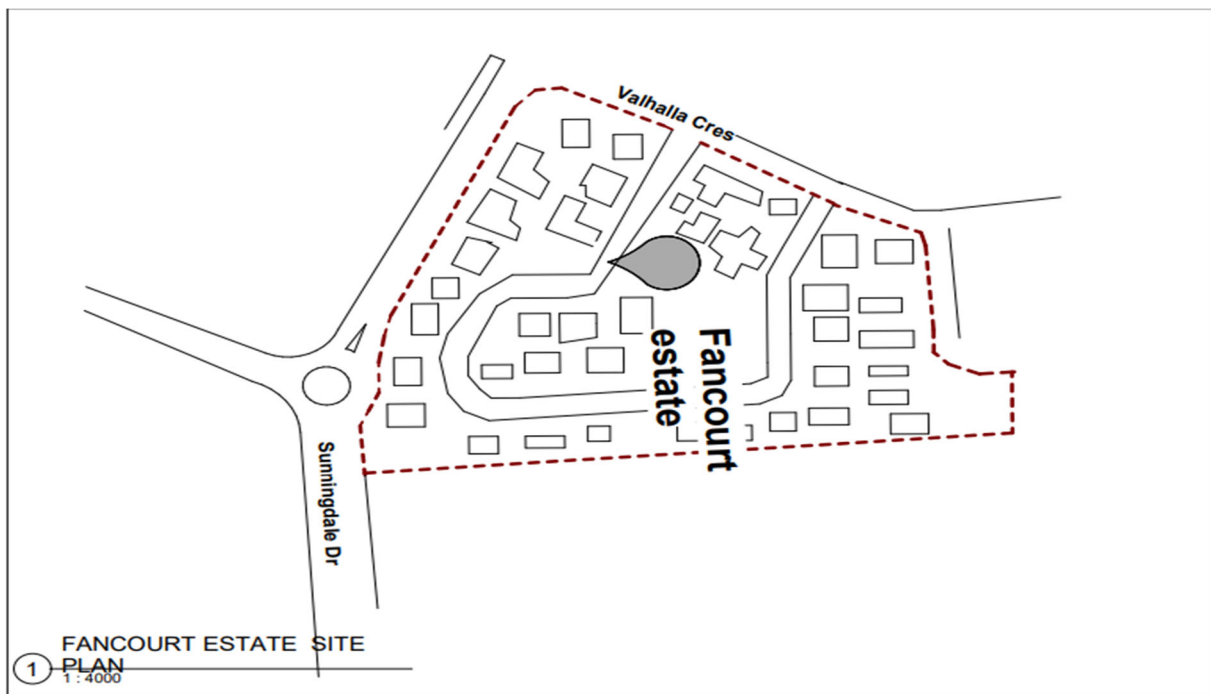 Valhalla Cres
Fancourt
estate
Sunningdale Dr
1
FANCOURT ESTATE SITE
PLAN
1 : 4000